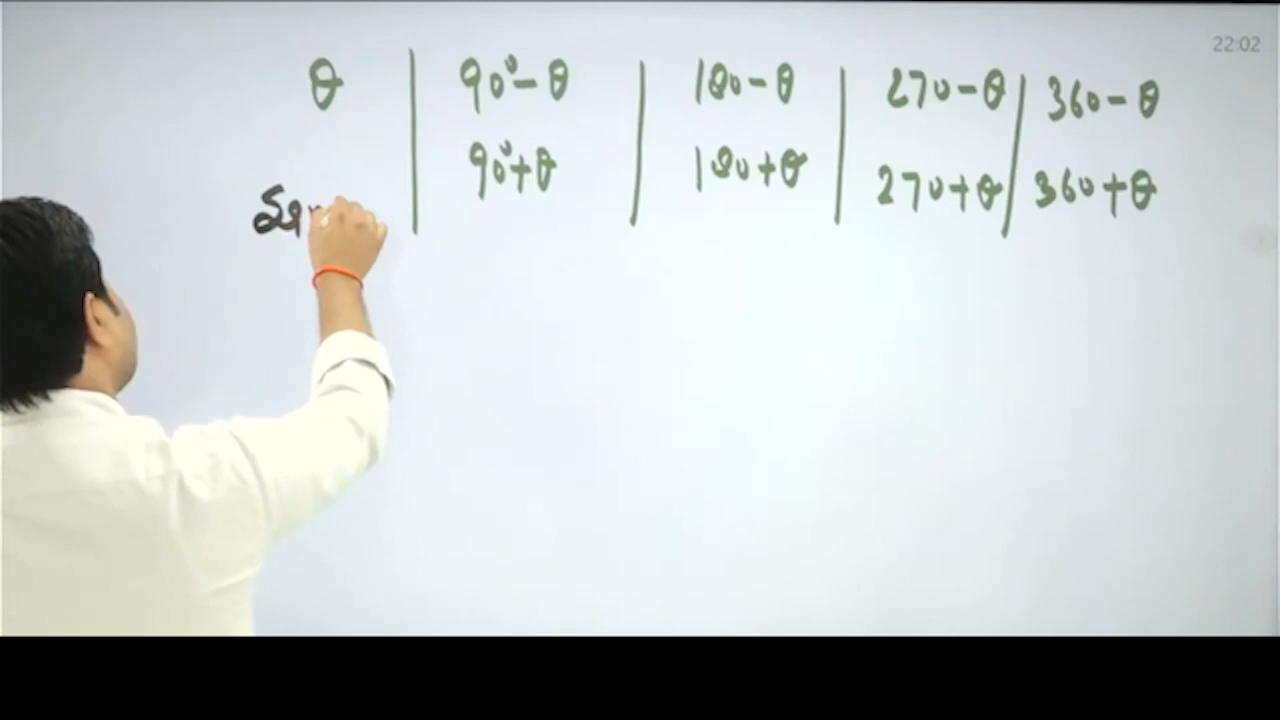 22:02
θ | 90°-θ | 180-θ | 270-θ | 360-θ
90°+θ | 180+θ | 270+θ | 360+θ